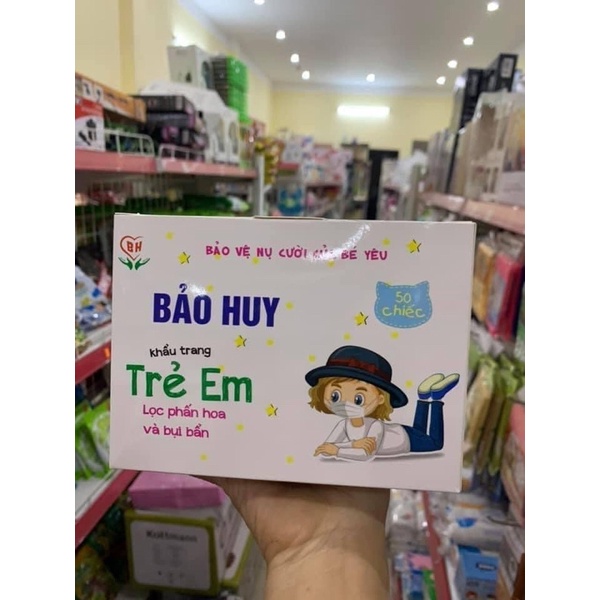 BH
BẢO VỆ NỤ CƯỜI CỦA BÉ YÊU
50
chiếc
BẢO HUY
khẩu trang
Trẻ Em
Lọc phấn hoa
và bụi bẩn